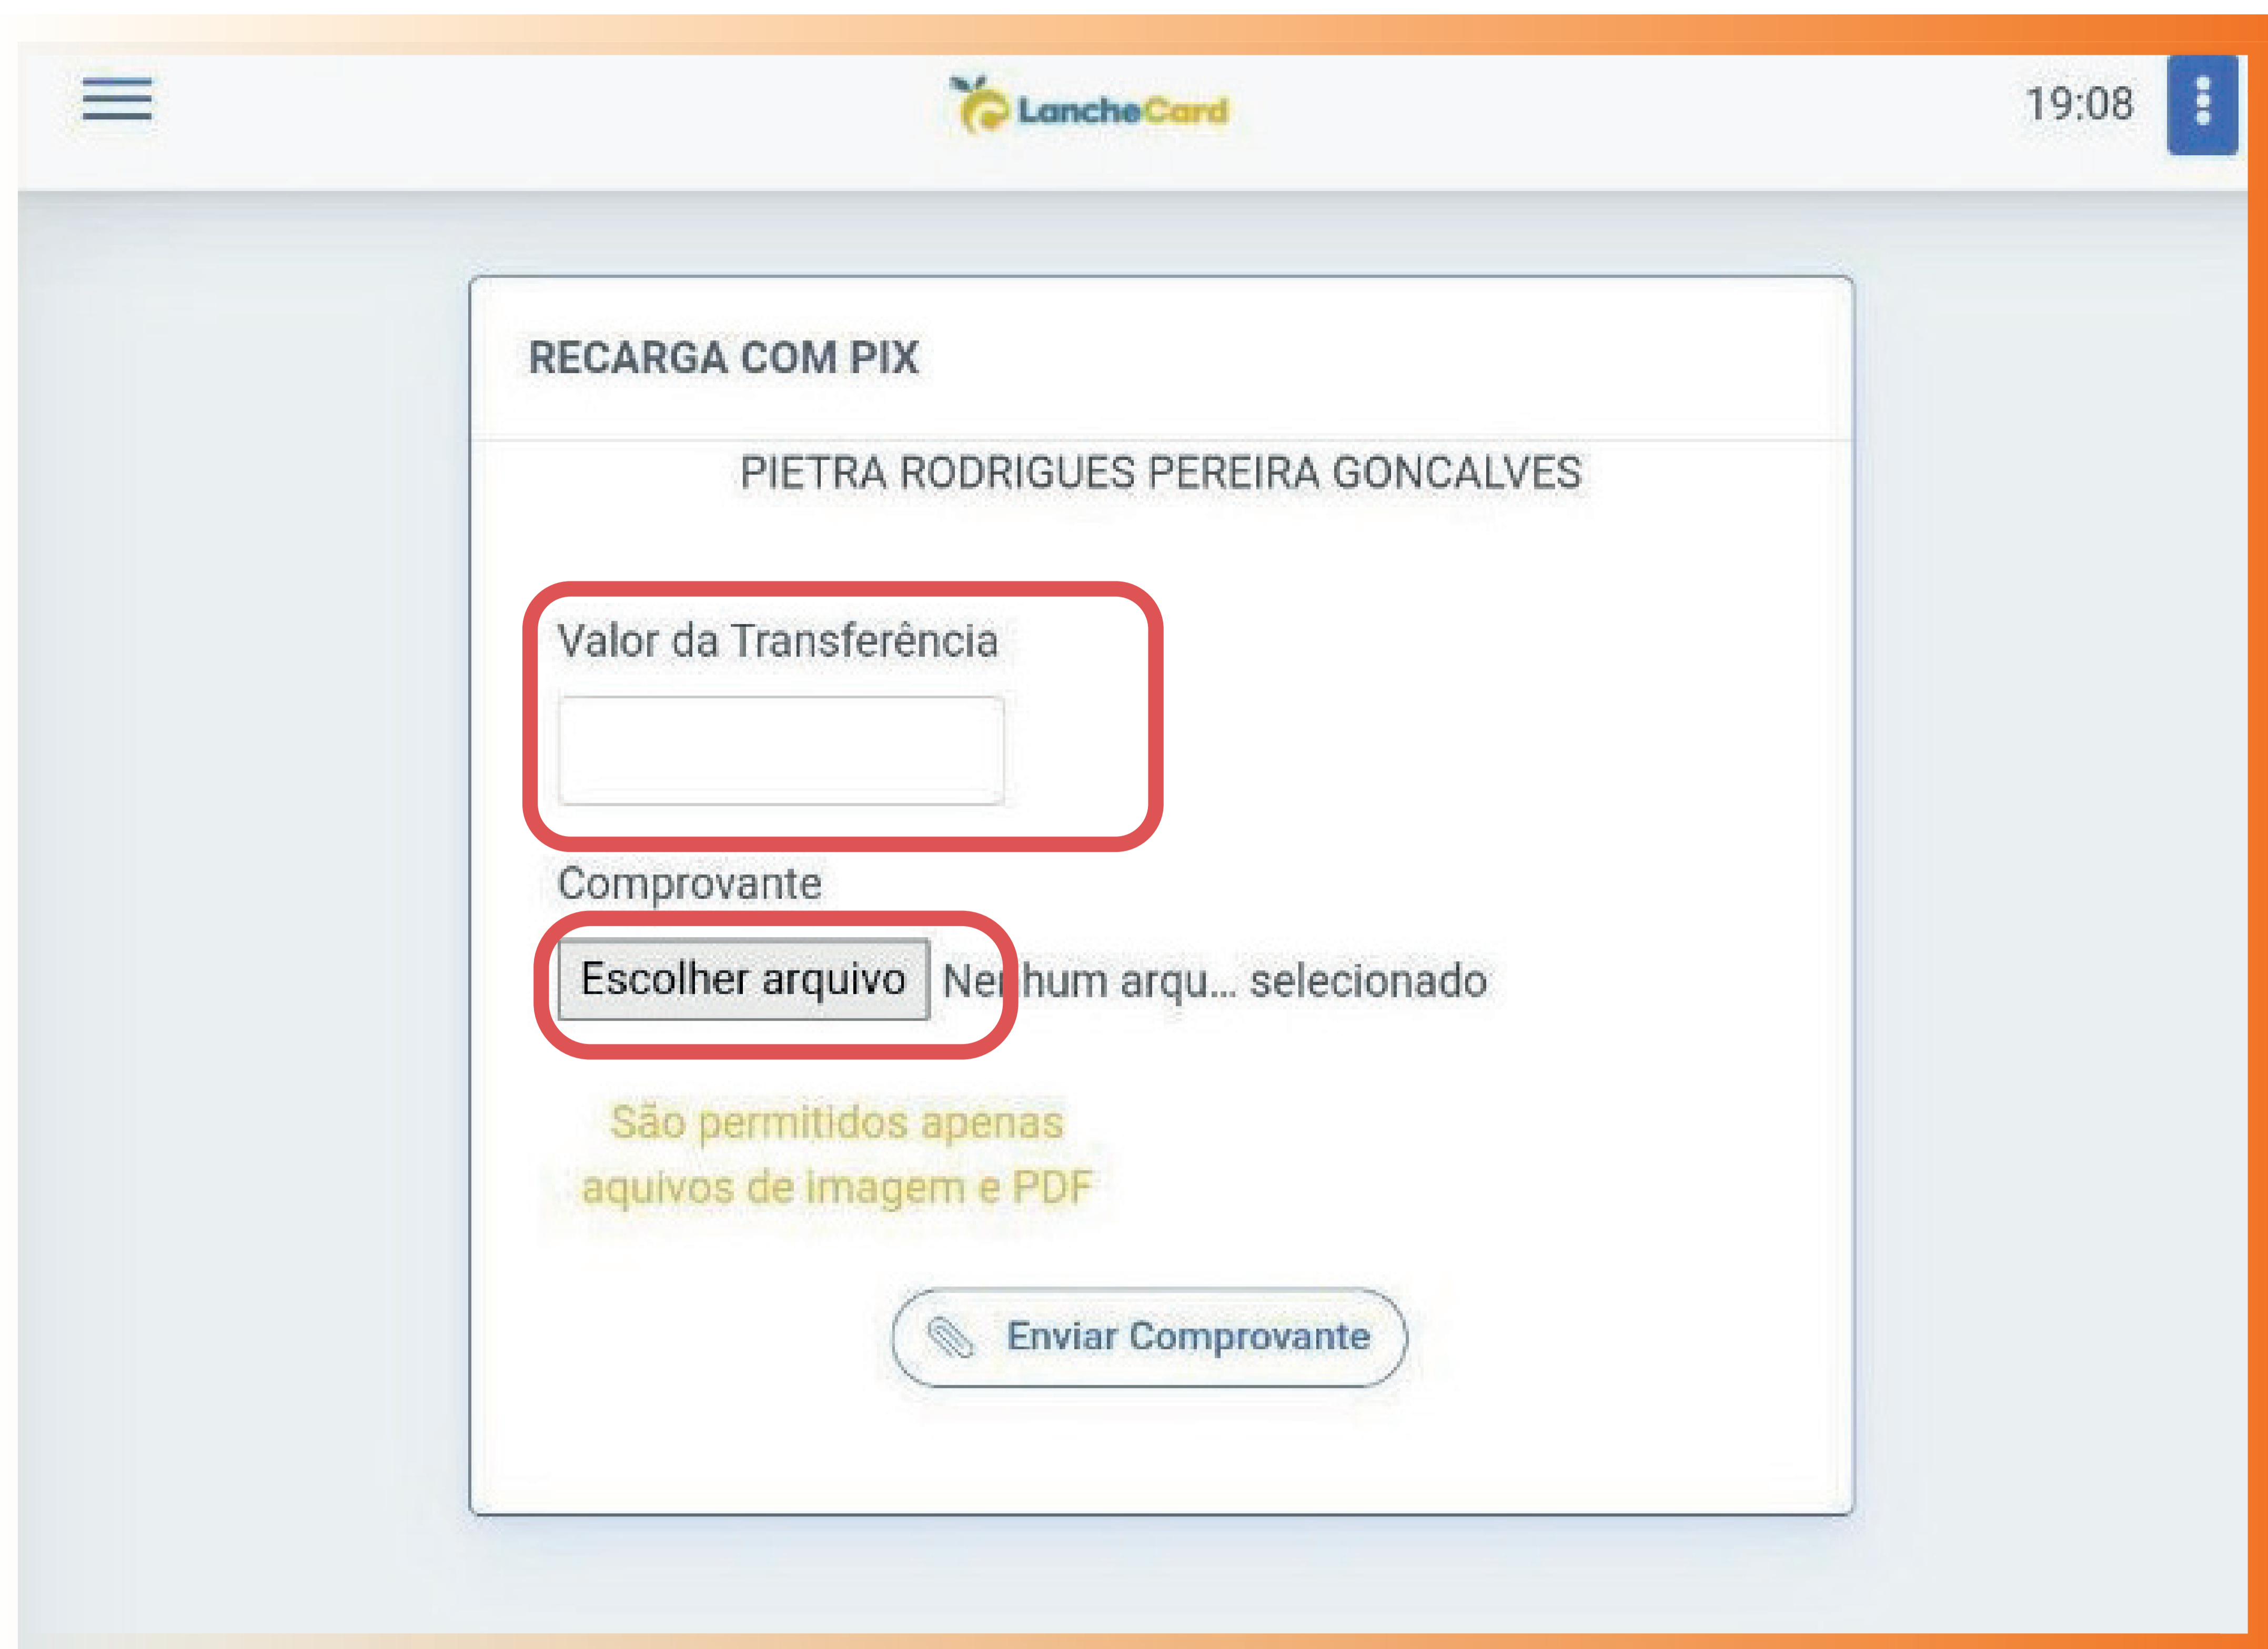 LancheCard
19:08
RECARGA COM PIX
PIETRA RODRIGUES PEREIRA GONCALVES
Valor da Transferência
Comprovante
Escolher arquivo Nenhum arqu... selecionado
São permitidos apenas
aquivos de imagem e PDF
Enviar Comprovante